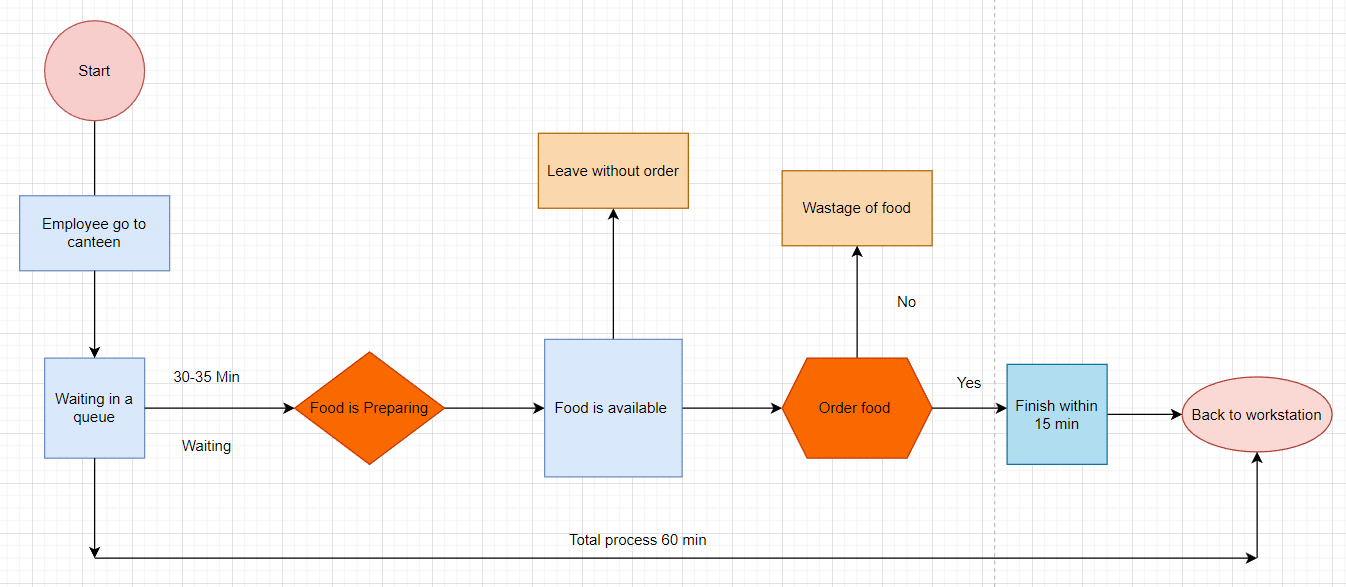 Start
Employee go to
canteen
Leave without order
Wastage of food
No
30-35 Min
Waiting in a
queue
Waiting
Food is Preparing
Food is available
Order food
Yes
Finish within
15 min
Back to workstation
Total process 60 min